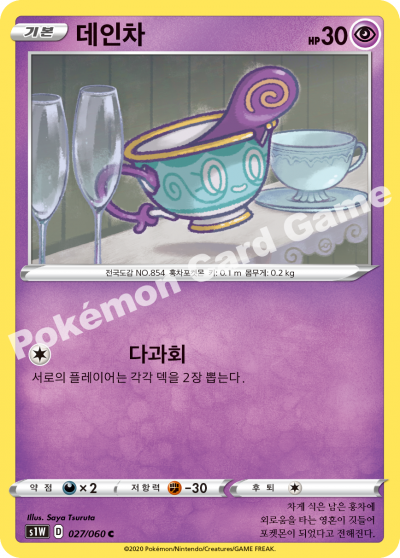 기본 데인차 HP30
전국도감 NO.854 홍차포켓몬 키: 0.1 m 몸무게: 0.2 kg
다과회
서로의 플레이어는 각각 덱을 2장 뽑는다.
약점 ×2 저항력 -30 후퇴
Illus. Saya Tsuruta
s1W D 027/060 C
차게 식은 남은 홍차에
외로움을 타는 영혼이 깃들어
포켓몬이 되었다고 전해진다.
©2020 Pokémon/Nintendo/Creatures/GAME FREAK.
Pokémon Card Game